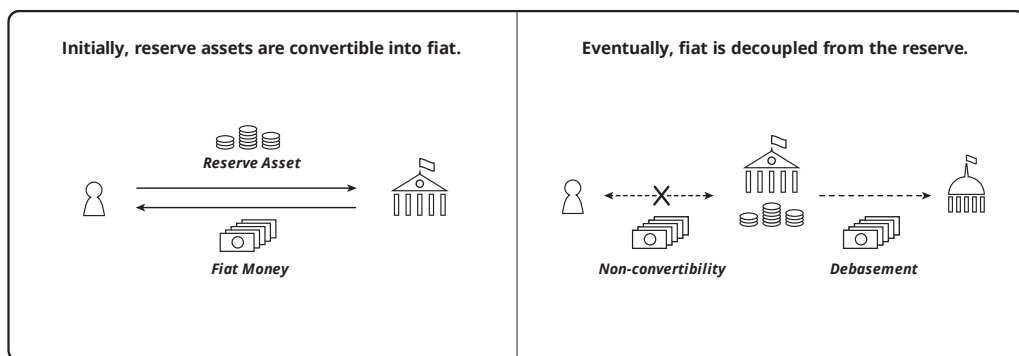 Initially, reserve assets are convertible into fiat.
Reserve Asset
Fiat Money
Eventually, fiat is decoupled from the reserve.
Non-convertibility
Debasement